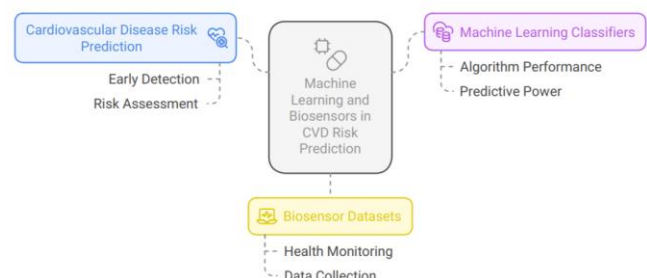 Cardiovascular Disease Risk
Prediction
Early Detection
Risk Assessment
Machine
Learning and
Biosensors in
CVD Risk
Prediction
Machine Learning Classifiers
Algorithm Performance
Predictive Power
Biosensor Datasets
Health Monitoring
Data Collection